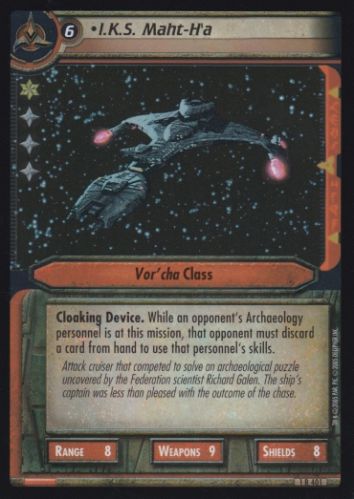 6 •I.K.S. Maht-H'a
Vor'cha Class
Cloaking Device. While an opponent's Archaeology
personnel is at this mission, that opponent must discard
a card from hand to use that personnel's skills.
Attack cruiser that competed to solve an archaeological puzzle
uncovered by the Federation scientist Richard Galen. The ship's
captain was less than pleased with the outcome of the chase.
RANGE 8 WEAPONS 9 SHIELDS 8
1 R 401